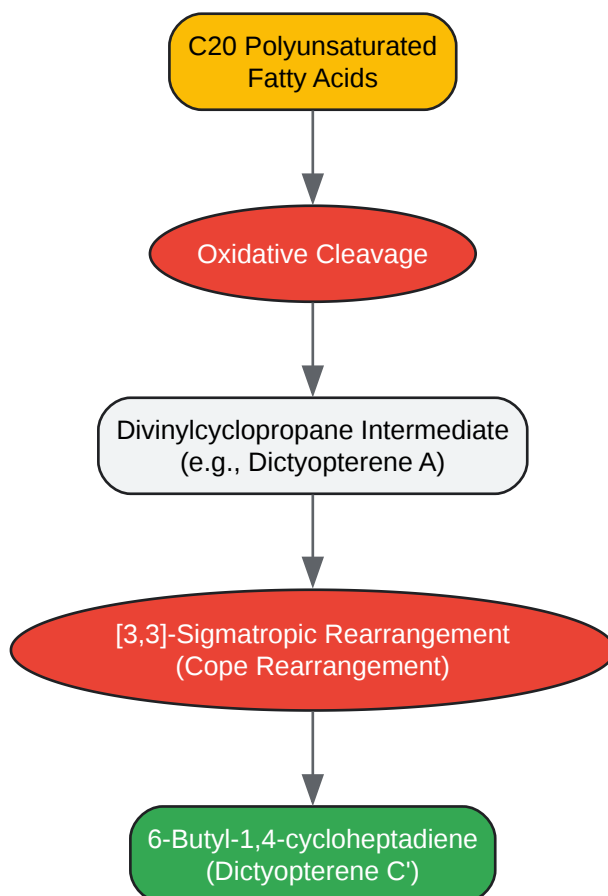 C20 Polyunsaturated
Fatty Acids
Oxidative Cleavage
Divinylcyclopropane Intermediate
(e.g., Dictyopterene A)
[3,3]-Sigmatropic Rearrangement
(Cope Rearrangement)
6-Butyl-1,4-cycloheptadiene
(Dictyopterene C')